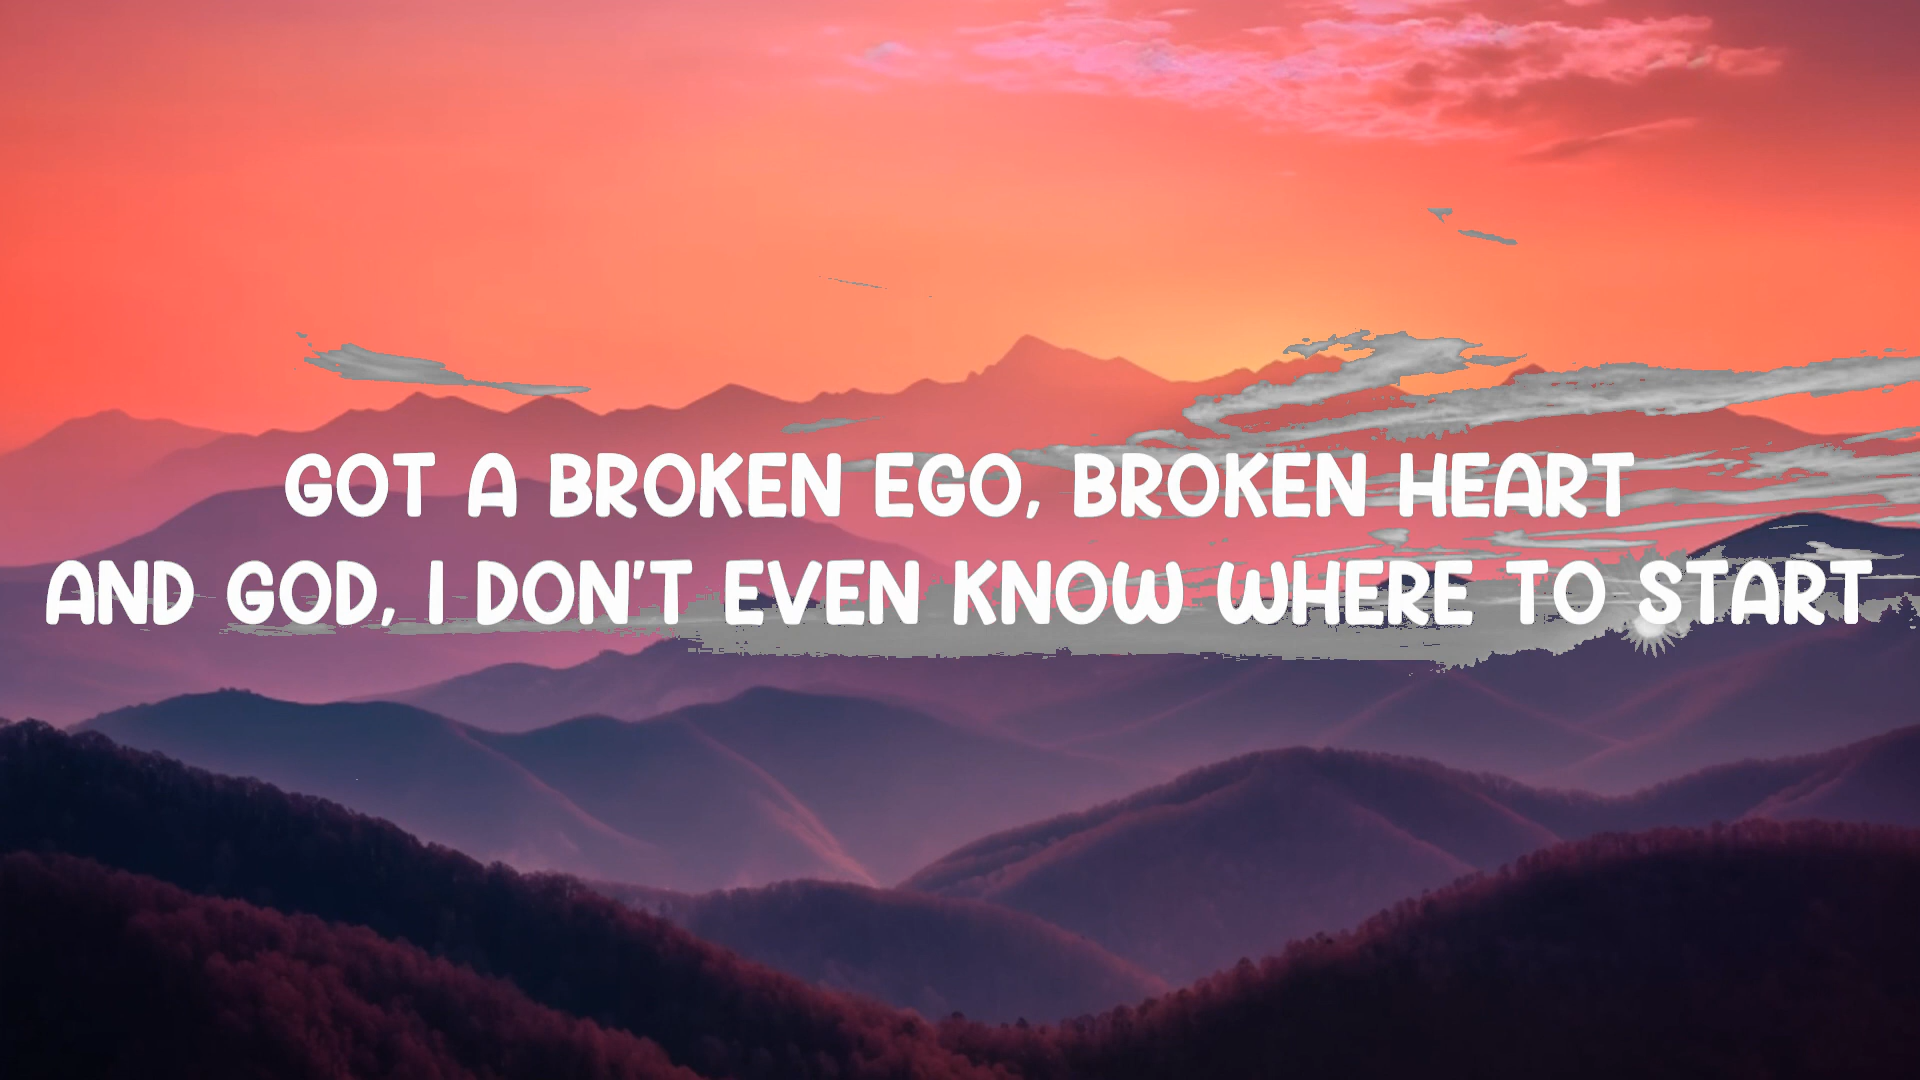 GOT A BROKEN EGO, BROKEN HEART
AND GOD, I DON'T EVEN KNOW WHERE TO START